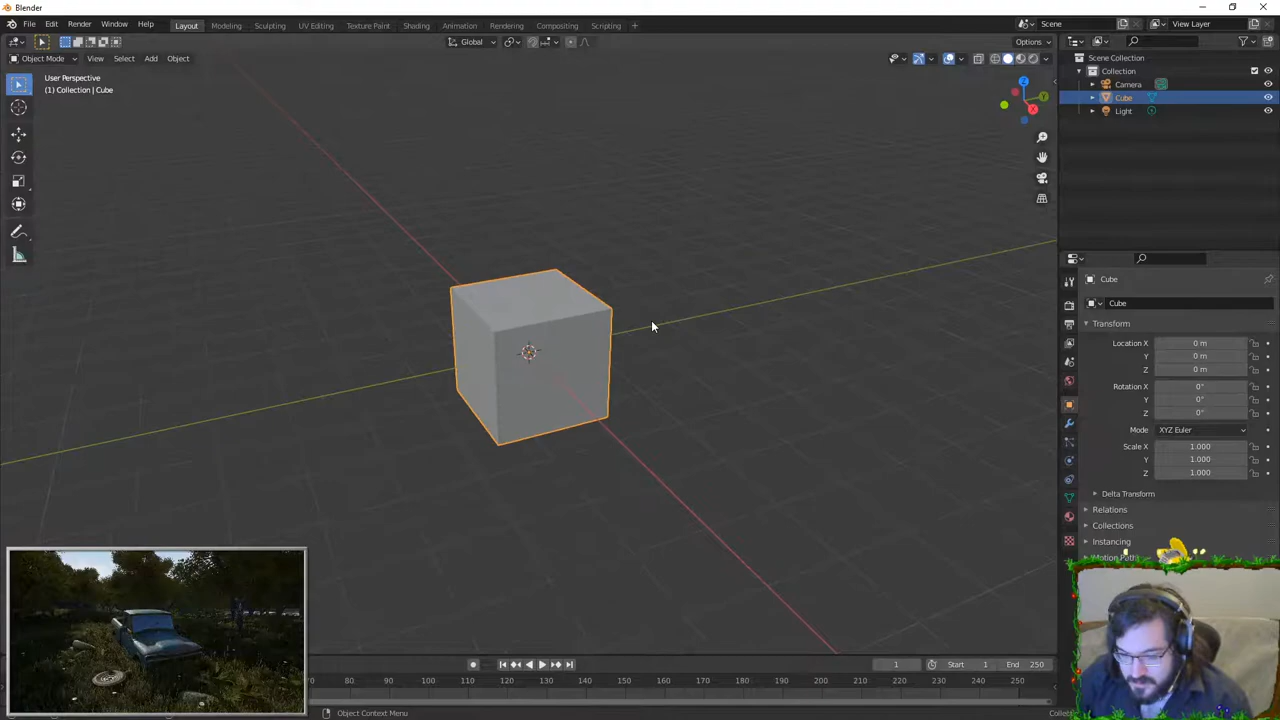 Blender
File Edit Render Window Help Layout Modeling Sculpting UV Editing Texture Paint Shading Animation Rendering Compositing Scripting + Scene View Layer
Global Options
Object Mode View Select Add Object
User Perspective
(1) Collection | Cube
Scene Collection
Collection
Camera
Cube
Light
X
Y
Z
Cube
Cube
Transform
Location X 0 m
Y 0 m
Z 0 m
Rotation X 0°
Y 0°
Z 0°
Mode XYZ Euler
Scale X 1.000
Y 1.000
Z 1.000
Delta Transform
Relations
Collections
Instancing
Motion Paths
1 Start 1 End 250
70 80 90 100 110 120 130 140 150 160 170 180 190 200 210 220 230 240 250
Object Context Menu